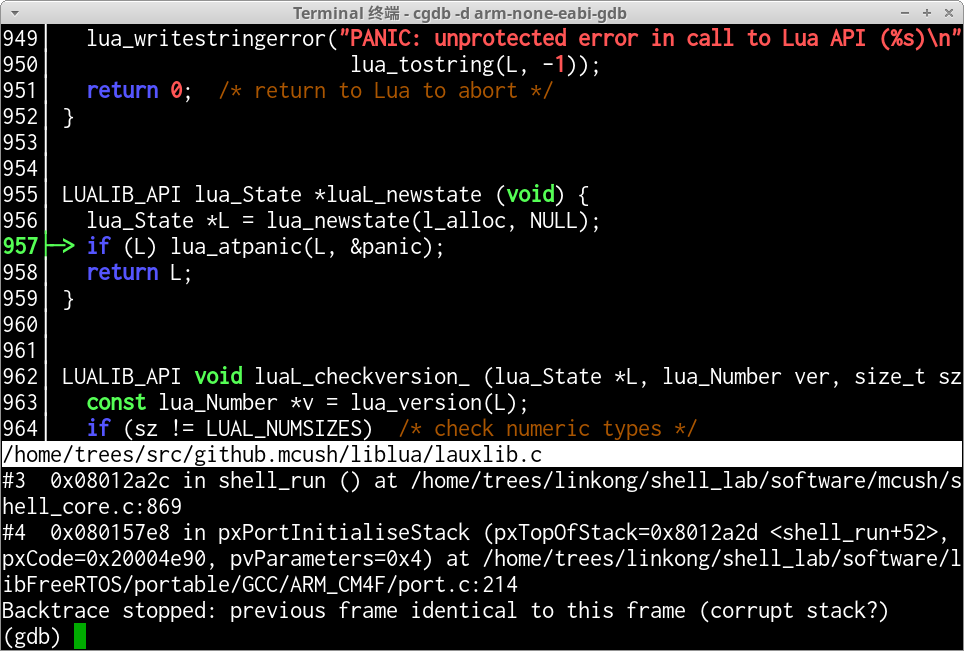 Terminal 终端 - cgdb -d arm-none-eabi-gdb
949│  lua_writestringerror("PANIC: unprotected error in call to Lua API (%s)\n"
950│                        lua_tostring(L, -1));
951│  return 0;  /* return to Lua to abort */
952│}
953│
954│
955│LUALIB_API lua_State *luaL_newstate (void) {
956│  lua_State *L = lua_newstate(l_alloc, NULL);
957├─> if (L) lua_atpanic(L, &panic);
958│  return L;
959│}
960│
961│
962│LUALIB_API void luaL_checkversion_ (lua_State *L, lua_Number ver, size_t sz
963│  const lua_Number *v = lua_version(L);
964│  if (sz != LUAL_NUMSIZES)  /* check numeric types */
/home/trees/src/github.mcush/liblua/lauxlib.c
#3  0x08012a2c in shell_run () at /home/trees/linkong/shell_lab/software/mcush/s
hell_core.c:869
#4  0x080157e8 in pxPortInitialiseStack (pxTopOfStack=0x8012a2d <shell_run+52>,
pxCode=0x20004e90, pvParameters=0x4) at /home/trees/linkong/shell_lab/software/l
ibFreeRTOS/portable/GCC/ARM_CM4F/port.c:214
Backtrace stopped: previous frame identical to this frame (corrupt stack?)
(gdb)